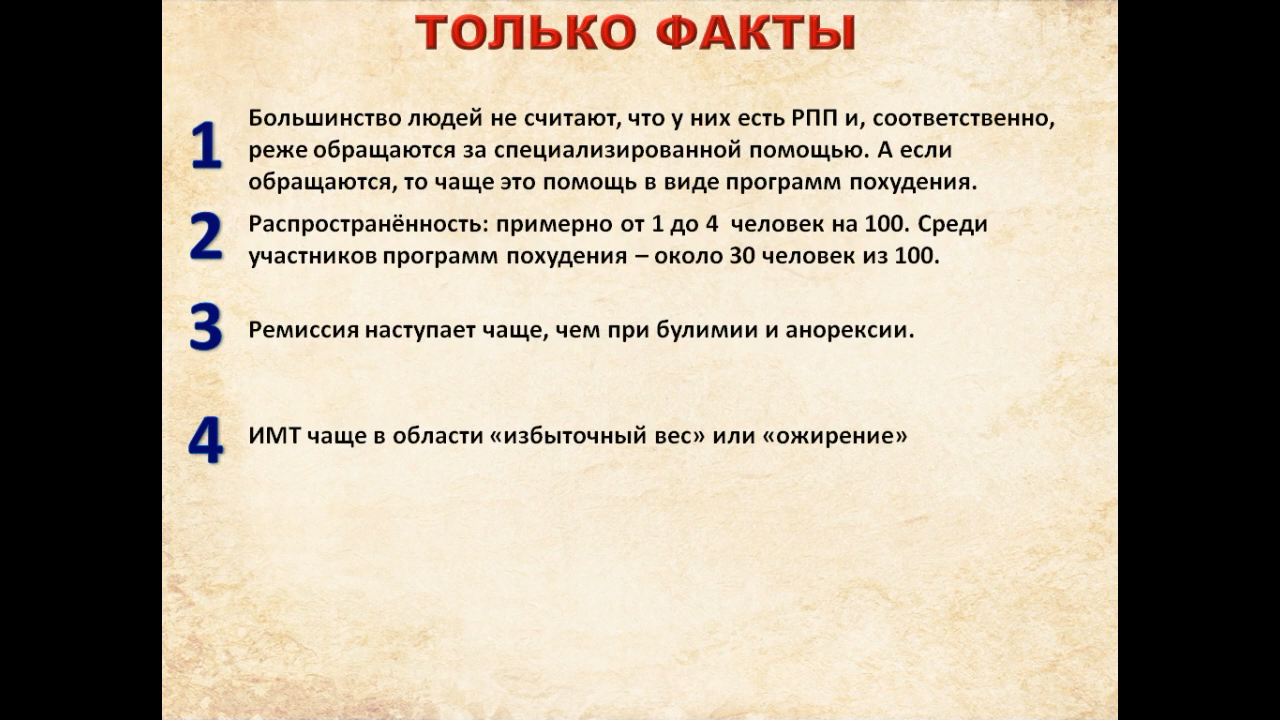 ТОЛЬКО ФАКТЫ
1 Большинство людей не считают, что у них есть РПП и, соответственно,
реже обращаются за специализированной помощью. А если
обращаются, то чаще это помощь в виде программ похудения.
2 Распространённость: примерно от 1 до 4 человек на 100. Среди
участников программ похудения – около 30 человек из 100.
3 Ремиссия наступает чаще, чем при булимии и анорексии.
4 ИМТ чаще в области «избыточный вес» или «ожирение»